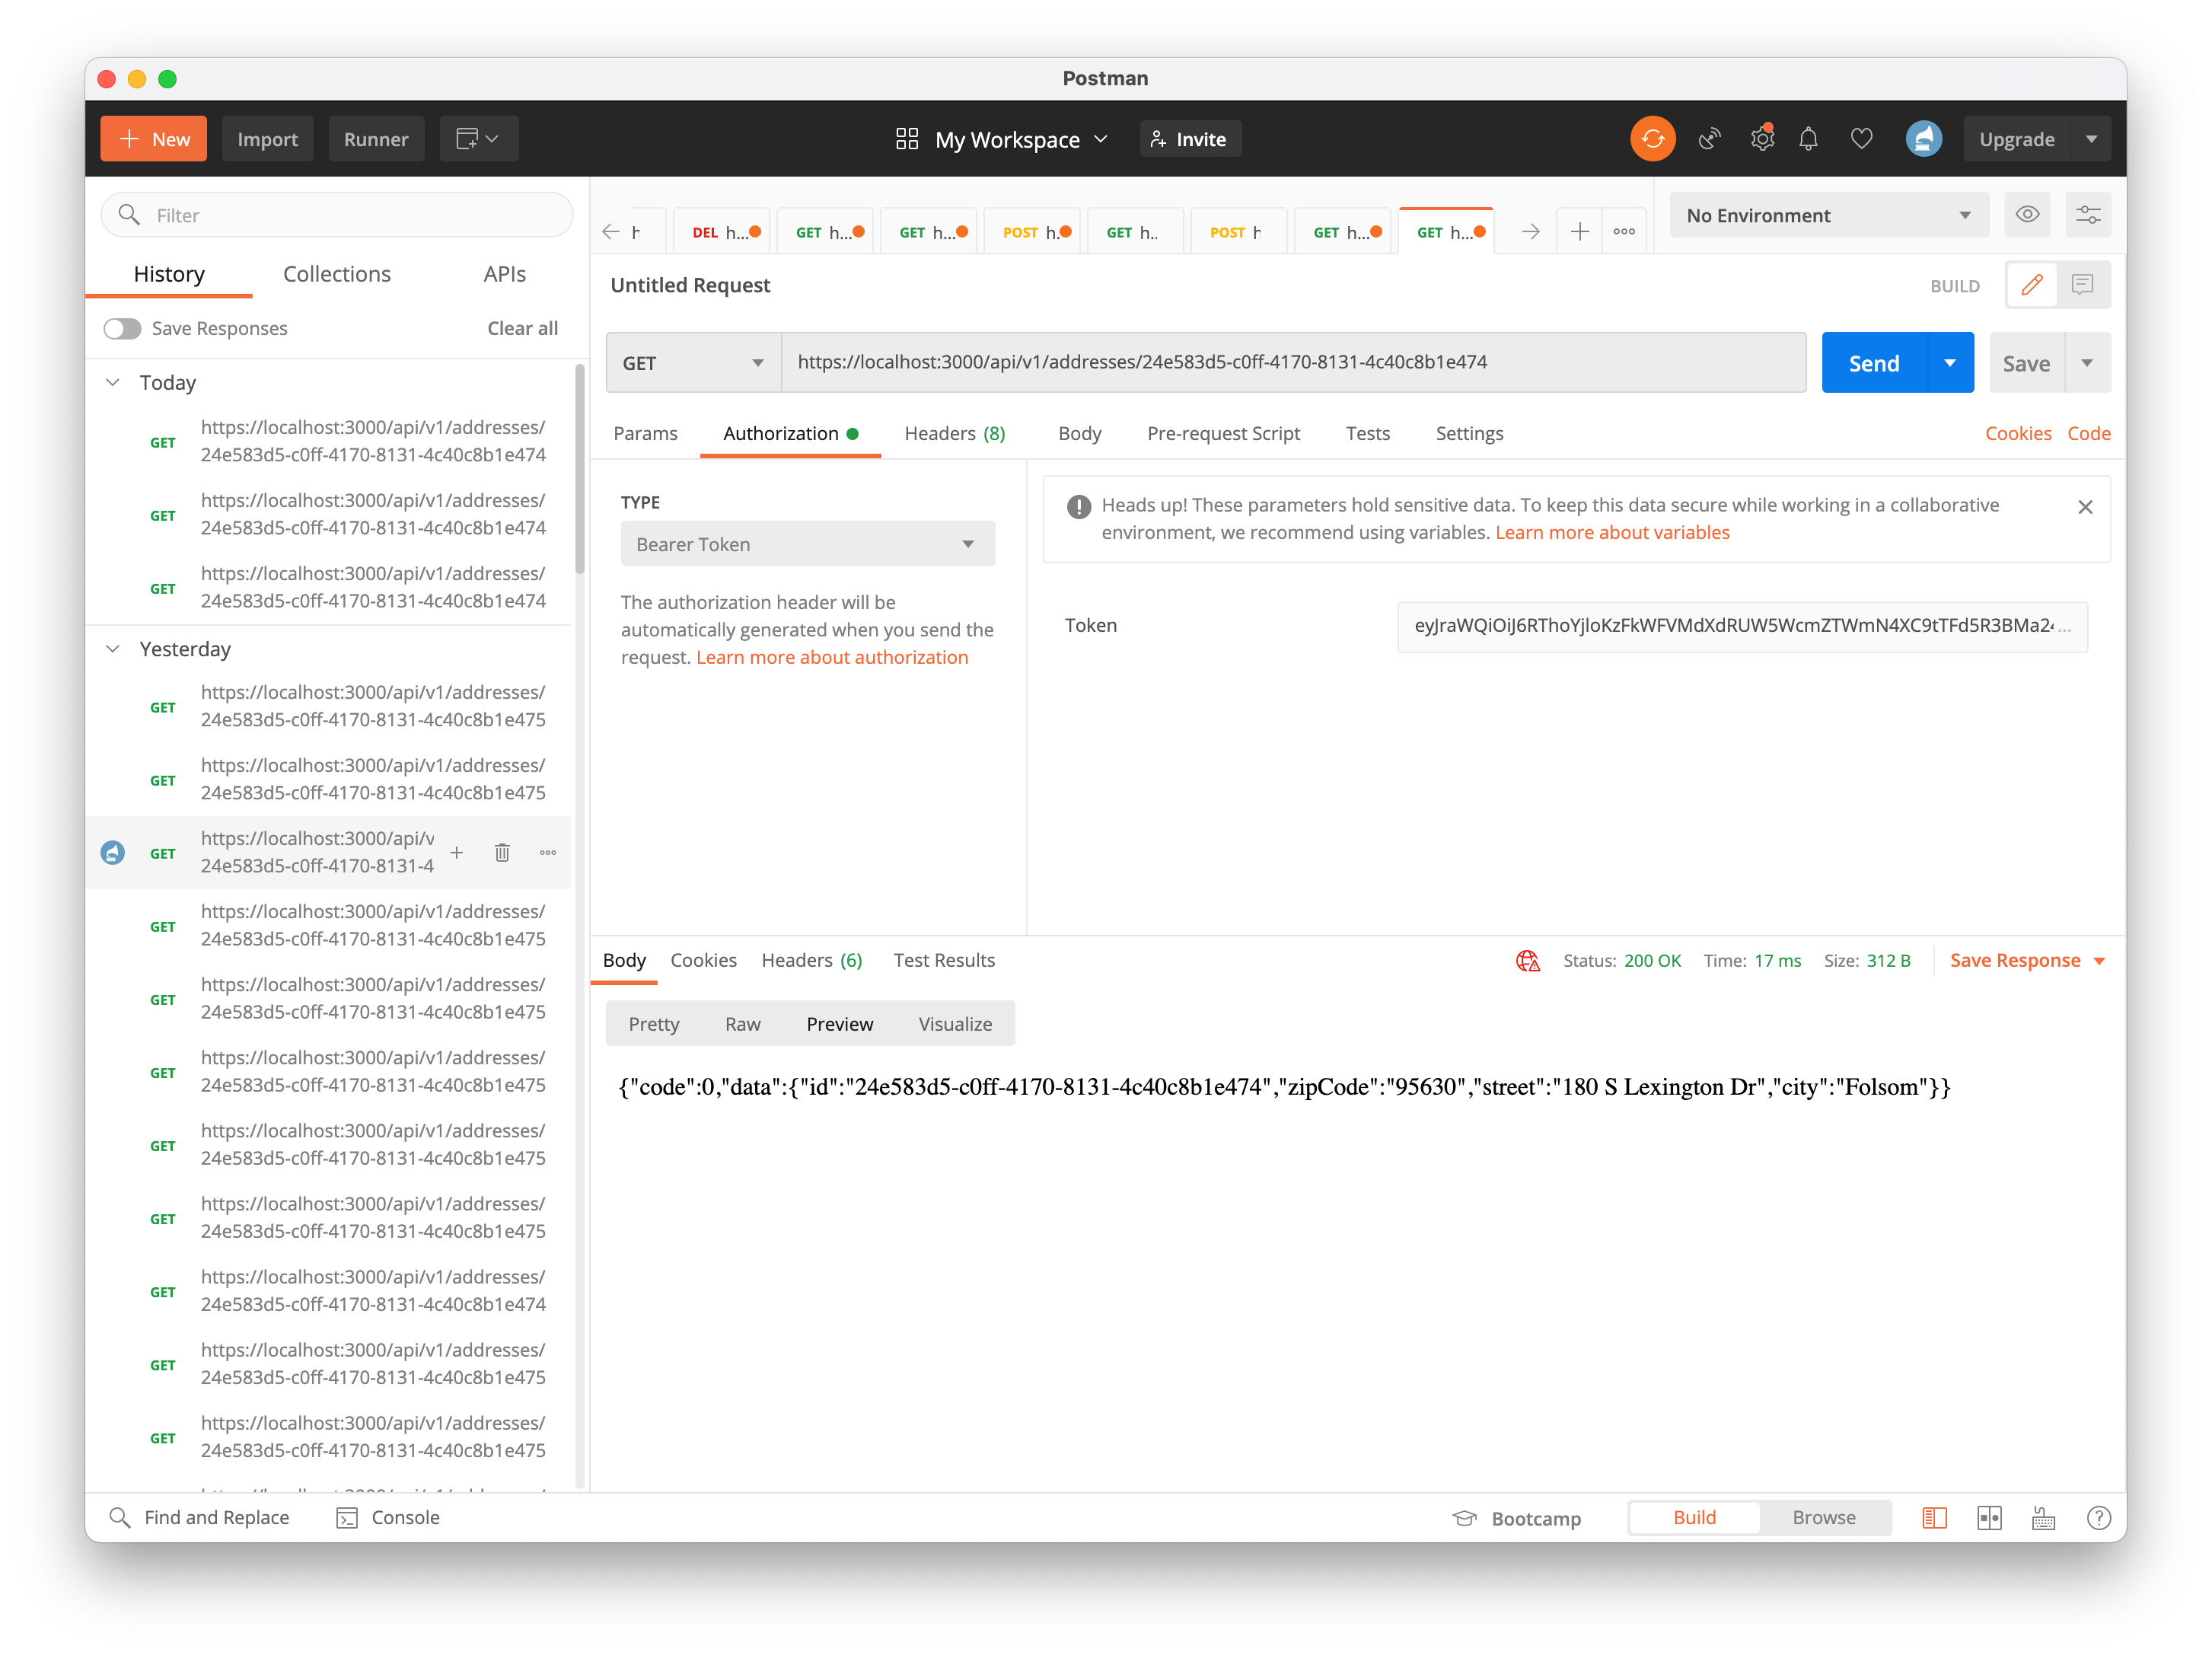 Postman
New
Import
Runner
My Workspace
Invite
Upgrade
Filter
History
Collections
APIs
Save Responses
Clear all
Today
GET
https://localhost:3000/api/v1/addresses/
24e583d5-c0ff-4170-8131-4c40c8b1e474
GET
https://localhost:3000/api/v1/addresses/
24e583d5-c0ff-4170-8131-4c40c8b1e474
GET
https://localhost:3000/api/v1/addresses/
24e583d5-c0ff-4170-8131-4c40c8b1e474
Yesterday
GET
https://localhost:3000/api/v1/addresses/
24e583d5-c0ff-4170-8131-4c40c8b1e475
GET
https://localhost:3000/api/v1/addresses/
24e583d5-c0ff-4170-8131-4c40c8b1e475
GET
https://localhost:3000/api/v
24e583d5-c0ff-4170-8131-4
GET
https://localhost:3000/api/v1/addresses/
24e583d5-c0ff-4170-8131-4c40c8b1e475
GET
https://localhost:3000/api/v1/addresses/
24e583d5-c0ff-4170-8131-4c40c8b1e475
GET
https://localhost:3000/api/v1/addresses/
24e583d5-c0ff-4170-8131-4c40c8b1e475
GET
https://localhost:3000/api/v1/addresses/
24e583d5-c0ff-4170-8131-4c40c8b1e475
GET
https://localhost:3000/api/v1/addresses/
24e583d5-c0ff-4170-8131-4c40c8b1e475
GET
https://localhost:3000/api/v1/addresses/
24e583d5-c0ff-4170-8131-4c40c8b1e474
GET
https://localhost:3000/api/v1/addresses/
24e583d5-c0ff-4170-8131-4c40c8b1e475
GET
https://localhost:3000/api/v1/addresses/
24e583d5-c0ff-4170-8131-4c40c8b1e475
DEL h...
GET h...
GET h...
POST h.
GET h..
POST h
GET h...
GET h...
No Environment
Untitled Request
BUILD
GET
https://localhost:3000/api/v1/addresses/24e583d5-c0ff-4170-8131-4c40c8b1e474
Send
Save
Params
Authorization
Headers (8)
Body
Pre-request Script
Tests
Settings
Cookies
Code
TYPE
Bearer Token
The authorization header will be
automatically generated when you send the
request. Learn more about authorization
Heads up! These parameters hold sensitive data. To keep this data secure while working in a collaborative
environment, we recommend using variables. Learn more about variables
Token
eyJraWQiOiJ6RThoYjloKzFkWFVMdXdRUW5WcmZTWmN4XC9tTFd5R3BMa24...
Body
Cookies
Headers (6)
Test Results
Status: 200 OK
Time: 17 ms
Size: 312 B
Save Response
Pretty
Raw
Preview
Visualize
{"code":0,"data":{"id":"24e583d5-c0ff-4170-8131-4c40c8b1e474","zipCode":"95630","street":"180 S Lexington Dr","city":"Folsom"}}
Find and Replace
Console
Bootcamp
Build
Browse